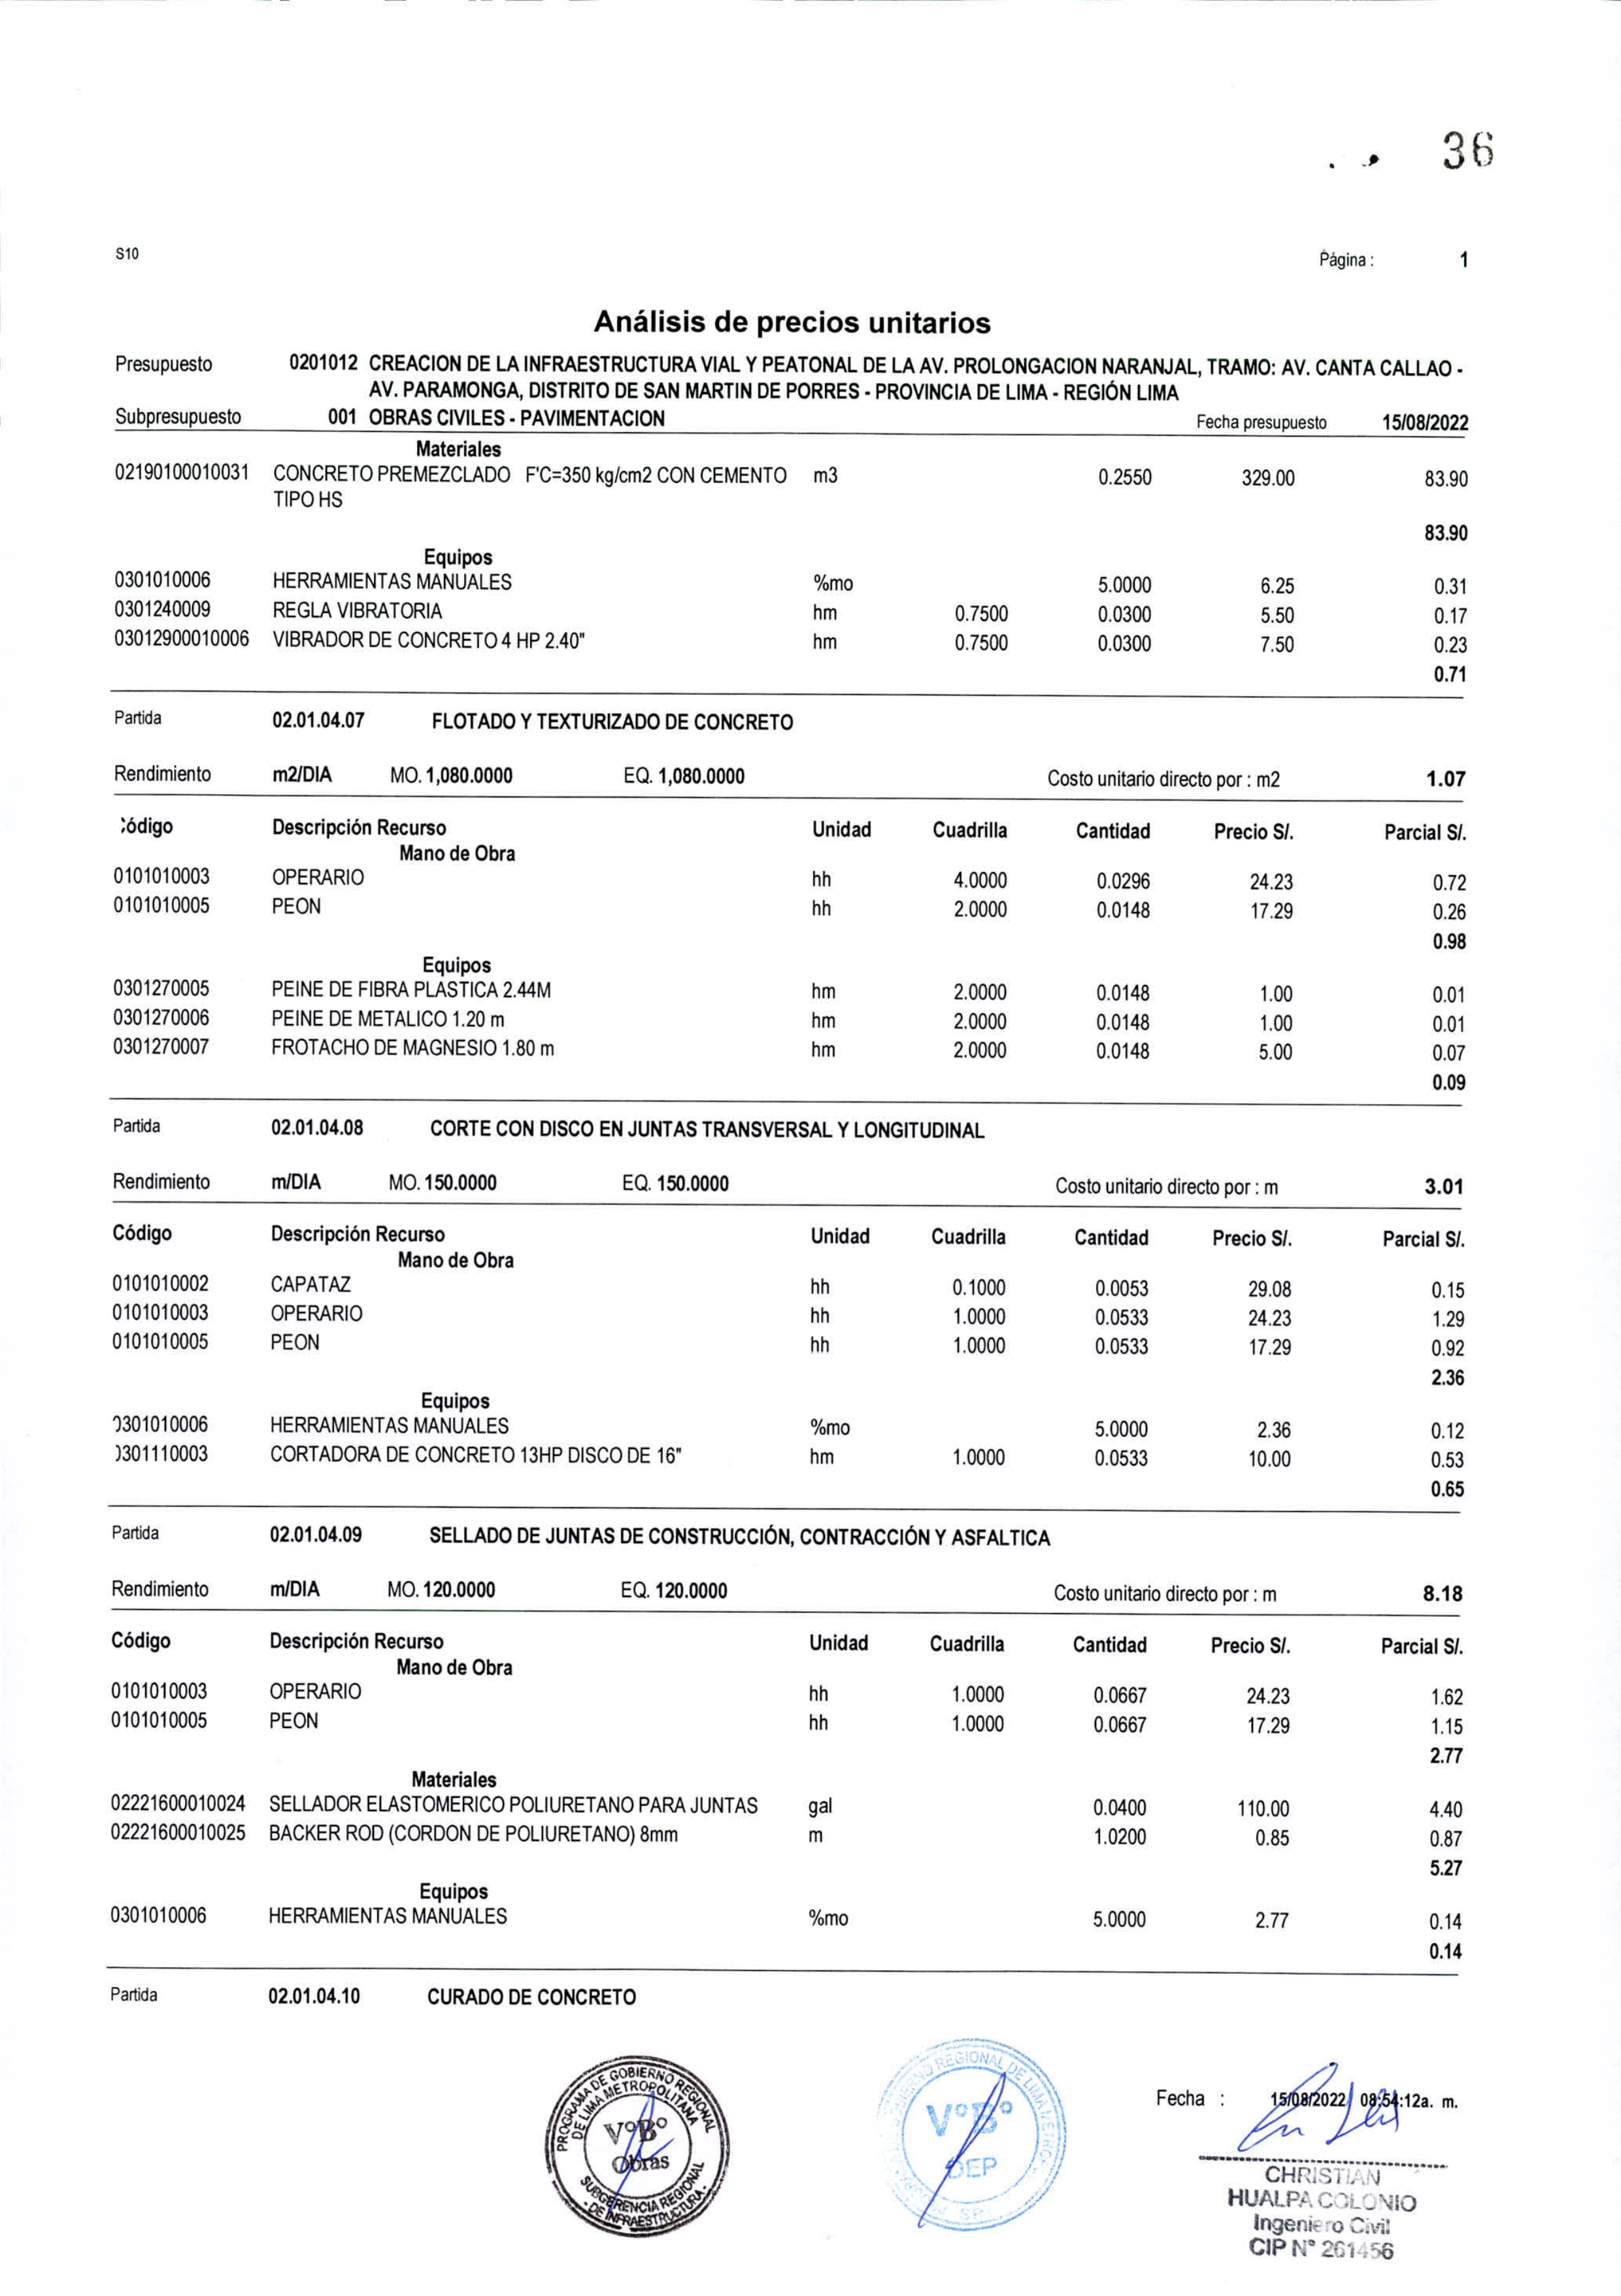 36
S10 Página : 1
Análisis de precios unitarios
Presupuesto 0201012 CREACION DE LA INFRAESTRUCTURA VIAL Y PEATONAL DE LA AV. PROLONGACION NARANJAL, TRAMO: AV. CANTA CALLAO -
AV. PARAMONGA, DISTRITO DE SAN MARTIN DE PORRES - PROVINCIA DE LIMA - REGIÓN LIMA
Subpresupuesto 001 OBRAS CIVILES - PAVIMENTACION Fecha presupuesto 15/08/2022
Materiales
02190100010031 CONCRETO PREMEZCLADO F'C=350 kg/cm2 CON CEMENTO m3 0.2550 329.00 83.90
TIPO HS
83.90
Equipos
0301010006 HERRAMIENTAS MANUALES %mo 5.0000 6.25 0.31
0301240009 REGLA VIBRATORIA hm 0.7500 0.0300 5.50 0.17
03012900010006 VIBRADOR DE CONCRETO 4 HP 2.40" hm 0.7500 0.0300 7.50 0.23
0.71
Partida 02.01.04.07 FLOTADO Y TEXTURIZADO DE CONCRETO
Rendimiento m2/DIA MO. 1,080.0000 EQ. 1,080.0000 Costo unitario directo por : m2 1.07
ódigo Descripción Recurso Unidad Cuadrilla Cantidad Precio S/. Parcial S/.
Mano de Obra
0101010003 OPERARIO hh 4.0000 0.0296 24.23 0.72
0101010005 PEON hh 2.0000 0.0148 17.29 0.26
0.98
Equipos
0301270005 PEINE DE FIBRA PLASTICA 2.44M hm 2.0000 0.0148 1.00 0.01
0301270006 PEINE DE METALICO 1.20 m hm 2.0000 0.0148 1.00 0.01
0301270007 FROTACHO DE MAGNESIO 1.80 m hm 2.0000 0.0148 5.00 0.07
0.09
Partida 02.01.04.08 CORTE CON DISCO EN JUNTAS TRANSVERSAL Y LONGITUDINAL
Rendimiento m/DIA MO. 150.0000 EQ. 150.0000 Costo unitario directo por : m 3.01
Código Descripción Recurso Unidad Cuadrilla Cantidad Precio S/. Parcial S/.
Mano de Obra
0101010002 CAPATAZ hh 0.1000 0.0053 29.08 0.15
0101010003 OPERARIO hh 1.0000 0.0533 24.23 1.29
0101010005 PEON hh 1.0000 0.0533 17.29 0.92
2.36
Equipos
0301010006 HERRAMIENTAS MANUALES %mo 5.0000 2.36 0.12
0301110003 CORTADORA DE CONCRETO 13HP DISCO DE 16" hm 1.0000 0.0533 10.00 0.53
0.65
Partida 02.01.04.09 SELLADO DE JUNTAS DE CONSTRUCCIÓN, CONTRACCIÓN Y ASFALTICA
Rendimiento m/DIA MO. 120.0000 EQ. 120.0000 Costo unitario directo por : m 8.18
Código Descripción Recurso Unidad Cuadrilla Cantidad Precio S/. Parcial S/.
Mano de Obra
0101010003 OPERARIO hh 1.0000 0.0667 24.23 1.62
0101010005 PEON hh 1.0000 0.0667 17.29 1.15
2.77
Materiales
02221600010024 SELLADOR ELASTOMERICO POLIURETANO PARA JUNTAS gal 0.0400 110.00 4.40
02221600010025 BACKER ROD (CORDON DE POLIURETANO) 8mm m 1.0200 0.85 0.87
5.27
Equipos
0301010006 HERRAMIENTAS MANUALES %mo 5.0000 2.77 0.14
0.14
Partida 02.01.04.10 CURADO DE CONCRETO
PROGRAMA DE GOBIERNO REGIONAL
DE LIMA METROPOLITANA
V°B°
Obras
SUBGERENCIA REGIONAL
- DE INFRAESTRUCTURA -
REGIONAL DE LIMA
V°B°
OEP
Fecha : 15/08/2022 08:54:12a. m.
CHRISTIAN
HUALPA COLONIO
Ingeniero Civil
CIP N° 261456